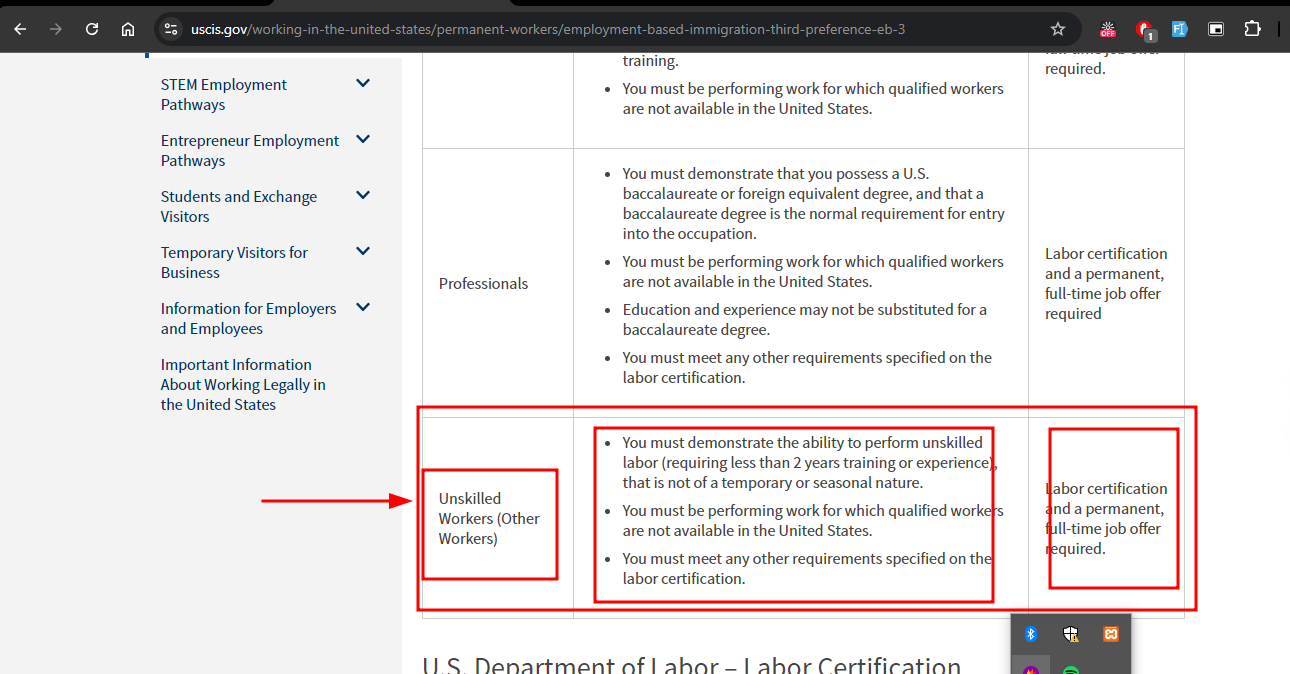 uscis.gov/working-in-the-united-states/permanent-workers/employment-based-immigration-third-preference-eb-3
OFF
1
STEM Employment
Pathways
Entrepreneur Employment
Pathways
Students and Exchange
Visitors
Temporary Visitors for
Business
Information for Employers
and Employees
Important Information
About Working Legally in
the United States
training.
• You must be performing work for which qualified workers
are not available in the United States.
full-time job offer
required.
Professionals
• You must demonstrate that you possess a U.S.
baccalaureate or foreign equivalent degree, and that a
baccalaureate degree is the normal requirement for entry
into the occupation.
• You must be performing work for which qualified workers
are not available in the United States.
• Education and experience may not be substituted for a
baccalaureate degree.
• You must meet any other requirements specified on the
labor certification.
Labor certification
and a permanent,
full-time job offer
required
Unskilled
Workers (Other
Workers)
• You must demonstrate the ability to perform unskilled
labor (requiring less than 2 years training or experience),
that is not of a temporary or seasonal nature.
• You must be performing work for which qualified workers
are not available in the United States.
• You must meet any other requirements specified on the
labor certification.
Labor certification
and a permanent,
full-time job offer
required.
U.S. Department of Labor – Labor Certification